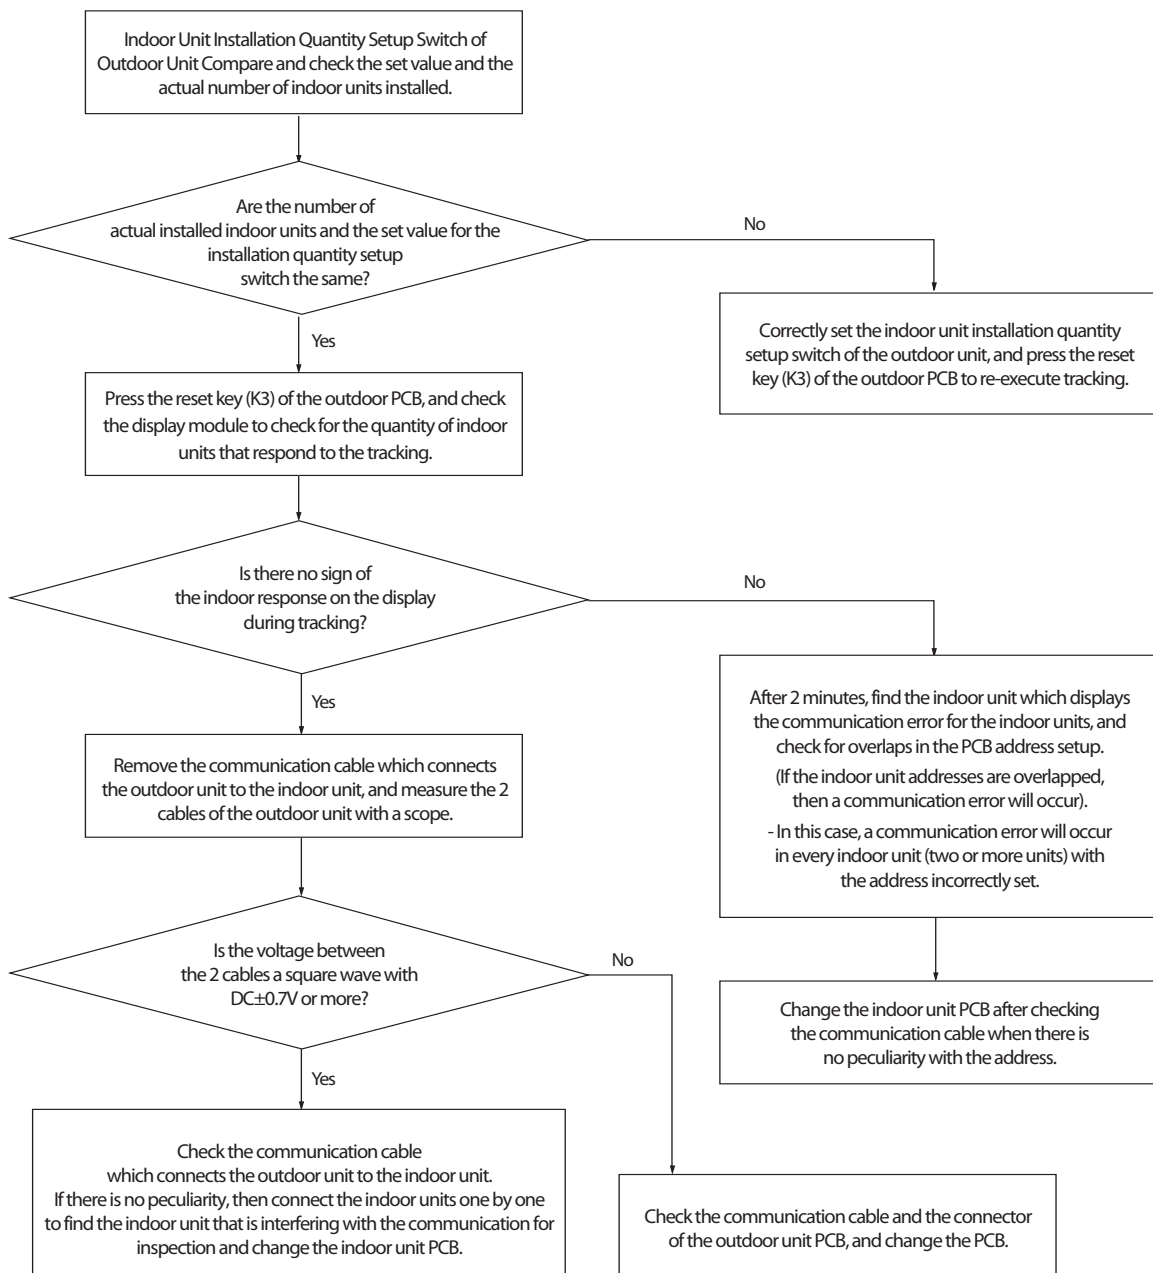 Indoor Unit Installation Quantity Setup Switch of
Outdoor Unit Compare and check the set value and the
actual number of indoor units installed.
Are the number of
actual installed indoor units and the set value for the
installation quantity setup
switch the same?
No
Correctly set the indoor unit installation quantity
setup switch of the outdoor unit, and press the reset
key (K3) of the outdoor PCB to re-execute tracking.
Yes
Press the reset key (K3) of the outdoor PCB, and check
the display module to check for the quantity of indoor
units that respond to the tracking.
Is there no sign of
the indoor response on the display
during tracking?
No
After 2 minutes, find the indoor unit which displays
the communication error for the indoor units, and
check for overlaps in the PCB address setup.
(If the indoor unit addresses are overlapped,
then a communication error will occur).
- In this case, a communication error will occur
in every indoor unit (two or more units) with
the address incorrectly set.
Change the indoor unit PCB after checking
the communication cable when there is
no peculiarity with the address.
Yes
Remove the communication cable which connects
the outdoor unit to the indoor unit, and measure the 2
cables of the outdoor unit with a scope.
Is the voltage between
the 2 cables a square wave with
DC±0.7V or more?
No
Yes
Check the communication cable
which connects the outdoor unit to the indoor unit.
If there is no peculiarity, then connect the indoor units one by one
to find the indoor unit that is interfering with the communication for
inspection and change the indoor unit PCB.
Check the communication cable and the connector
of the outdoor unit PCB, and change the PCB.